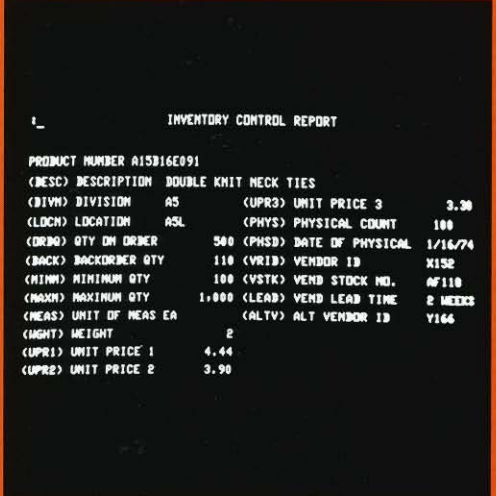 :_ INVENTORY CONTROL REPORT
PRODUCT NUMBER A15B16E091
(DESC) DESCRIPTION DOUBLE KNIT NECK TIES
(DIVN) DIVISION A5 (UPR3) UNIT PRICE 3 3.30
(LOCN) LOCATION A5L (PHYS) PHYSICAL COUNT 100
(ORDQ) QTY ON ORDER 500 (PHSD) DATE OF PHYSICAL 1/16/74
(BACK) BACKORDER QTY 110 (VRID) VENDOR ID X152
(MINM) MINIMUM QTY 100 (VSTK) VEND STOCK NO. AF110
(MAXM) MAXIMUM QTY 1,000 (LEAD) VEND LEAD TIME 2 WEEKS
(MEAS) UNIT OF MEAS EA (ALTV) ALT VENDOR ID Y166
(WGHT) WEIGHT 2
(UPR1) UNIT PRICE 1 4.44
(UPR2) UNIT PRICE 2 3.90